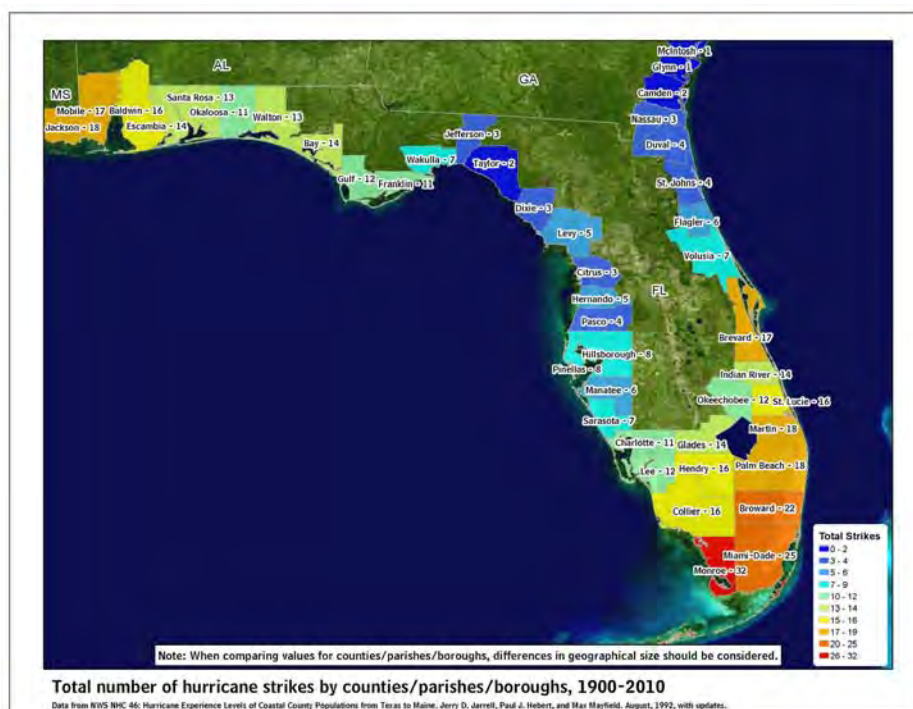 AL
GA
MS
FL
McIntosh - 1
Glynn - 1
Camden - 2
Nassau - 3
Duval - 4
St. Johns - 4
Flagler - 6
Volusia - 7
Brevard - 17
Indian River - 14
Okeechobee - 12
St. Lucie - 16
Martin - 18
Palm Beach - 18
Broward - 22
Miami-Dade - 25
Monroe - 32
Collier - 16
Hendry - 16
Glades - 14
Lee - 12
Charlotte - 11
Sarasota - 7
Manatee - 6
Pinellas - 8
Hillsborough - 8
Pasco - 4
Hernando - 5
Citrus - 3
Levy - 5
Dixie - 3
Taylor - 2
Jefferson - 3
Wakulla - 7
Franklin - 11
Gulf - 12
Bay - 14
Walton - 13
Okaloosa - 11
Santa Rosa - 13
Escambia - 14
Baldwin - 16
Mobile - 17
Jackson - 18
Total Strikes
0 - 2
3 - 4
5 - 6
7 - 9
10 - 12
13 - 14
15 - 16
17 - 19
20 - 25
26 - 32
Note: When comparing values for counties/parishes/boroughs, differences in geographical size should be considered.
Total number of hurricane strikes by counties/parishes/boroughs, 1900-2010
Data from NWS NHC 46: Hurricane Experience Levels of Coastal County Populations from Texas to Maine. Jerry D. Jarrell, Paul J. Hebert, and Max Mayfield. August, 1992, with updates.